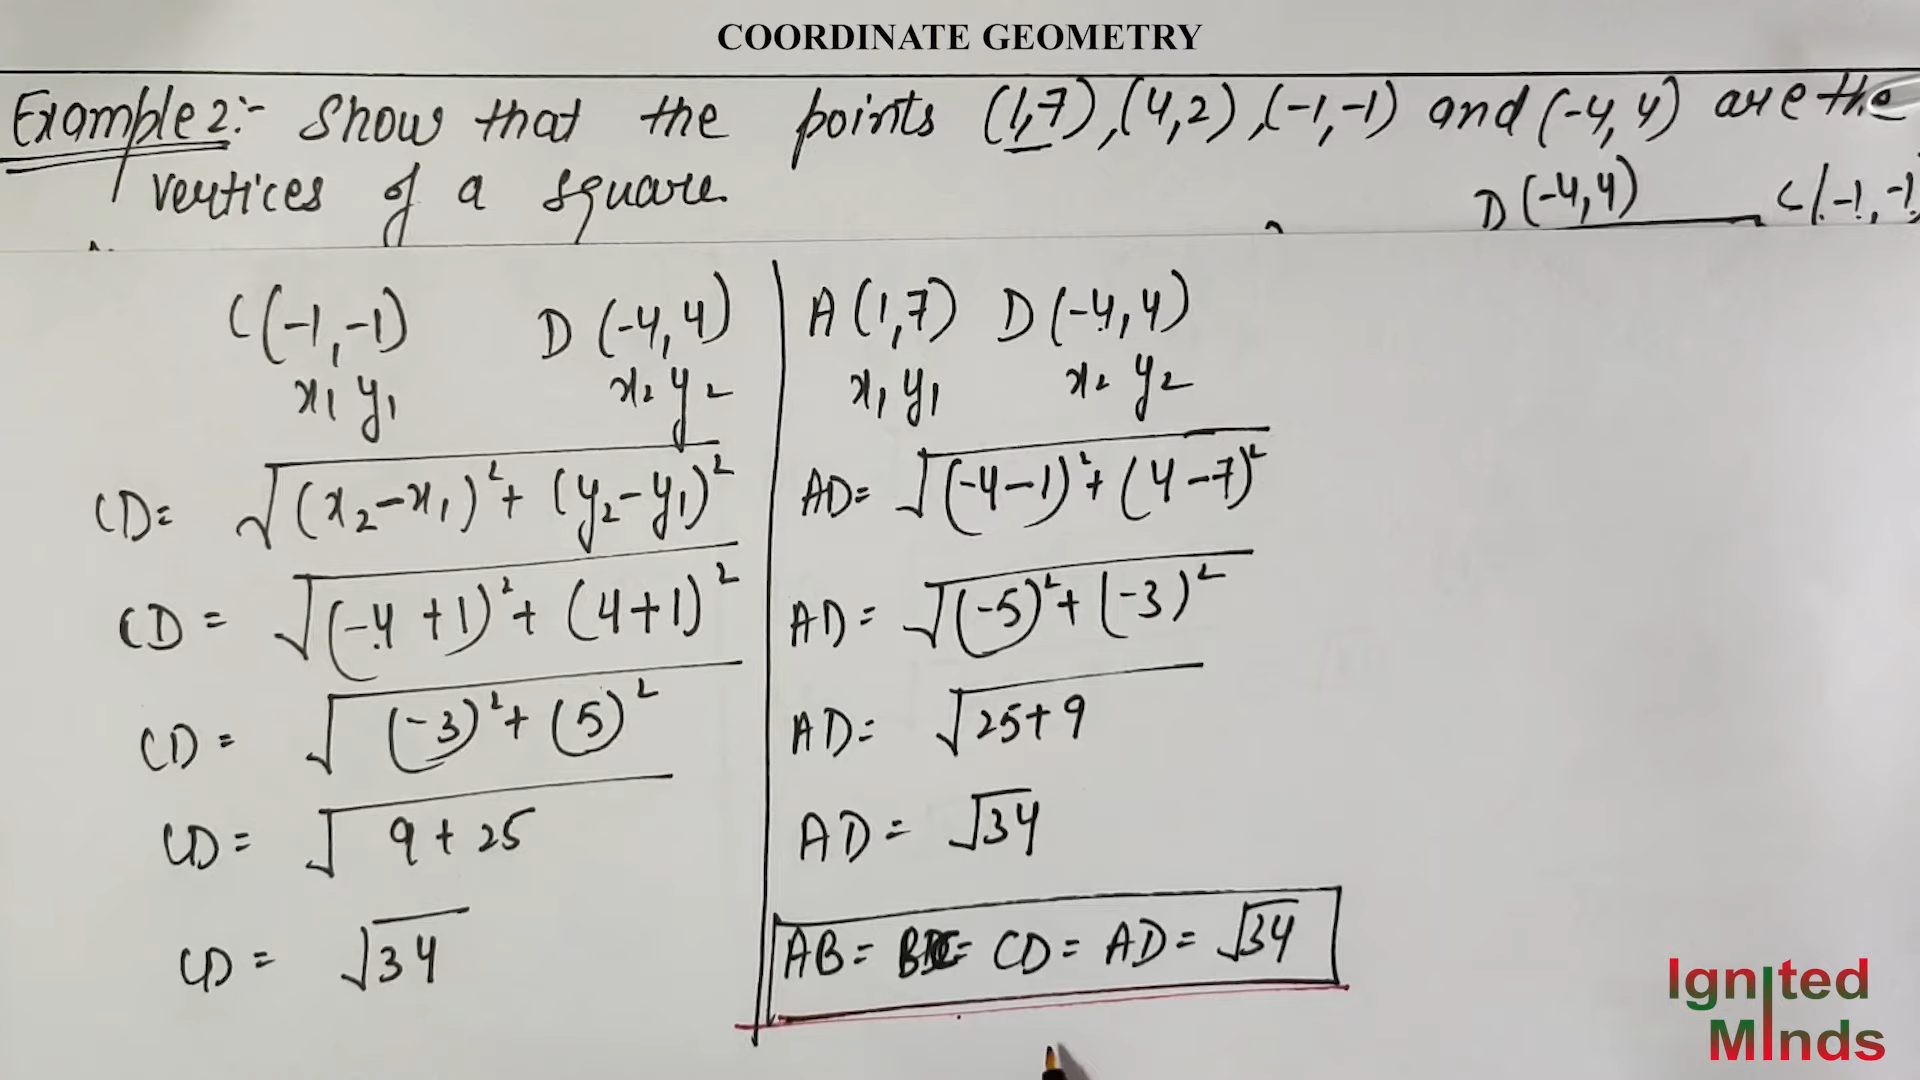 COORDINATE GEOMETRY
Example 2:- Show that the points (1,7), (4,2), (-1,-1) and (-4,4) are the
vertices of a square.
D(-4,4) C(-1,-1
C(-1,-1) D(-4,4)
x₁ y₁ x₂ y₂
CD= √(x₂-x₁)²+(y₂-y₁)²
CD = √(-4+1)²+(4+1)²
CD = √(-3)²+(5)²
CD = √9+25
CD = √34
A(1,7) D(-4,4)
x₁ y₁ x₂ y₂
AD= √(-4-1)²+(4-7)²
AD= √(-5)²+(-3)²
AD= √25+9
AD = √34
AB= BC= CD= AD= √34
Ignited
Minds